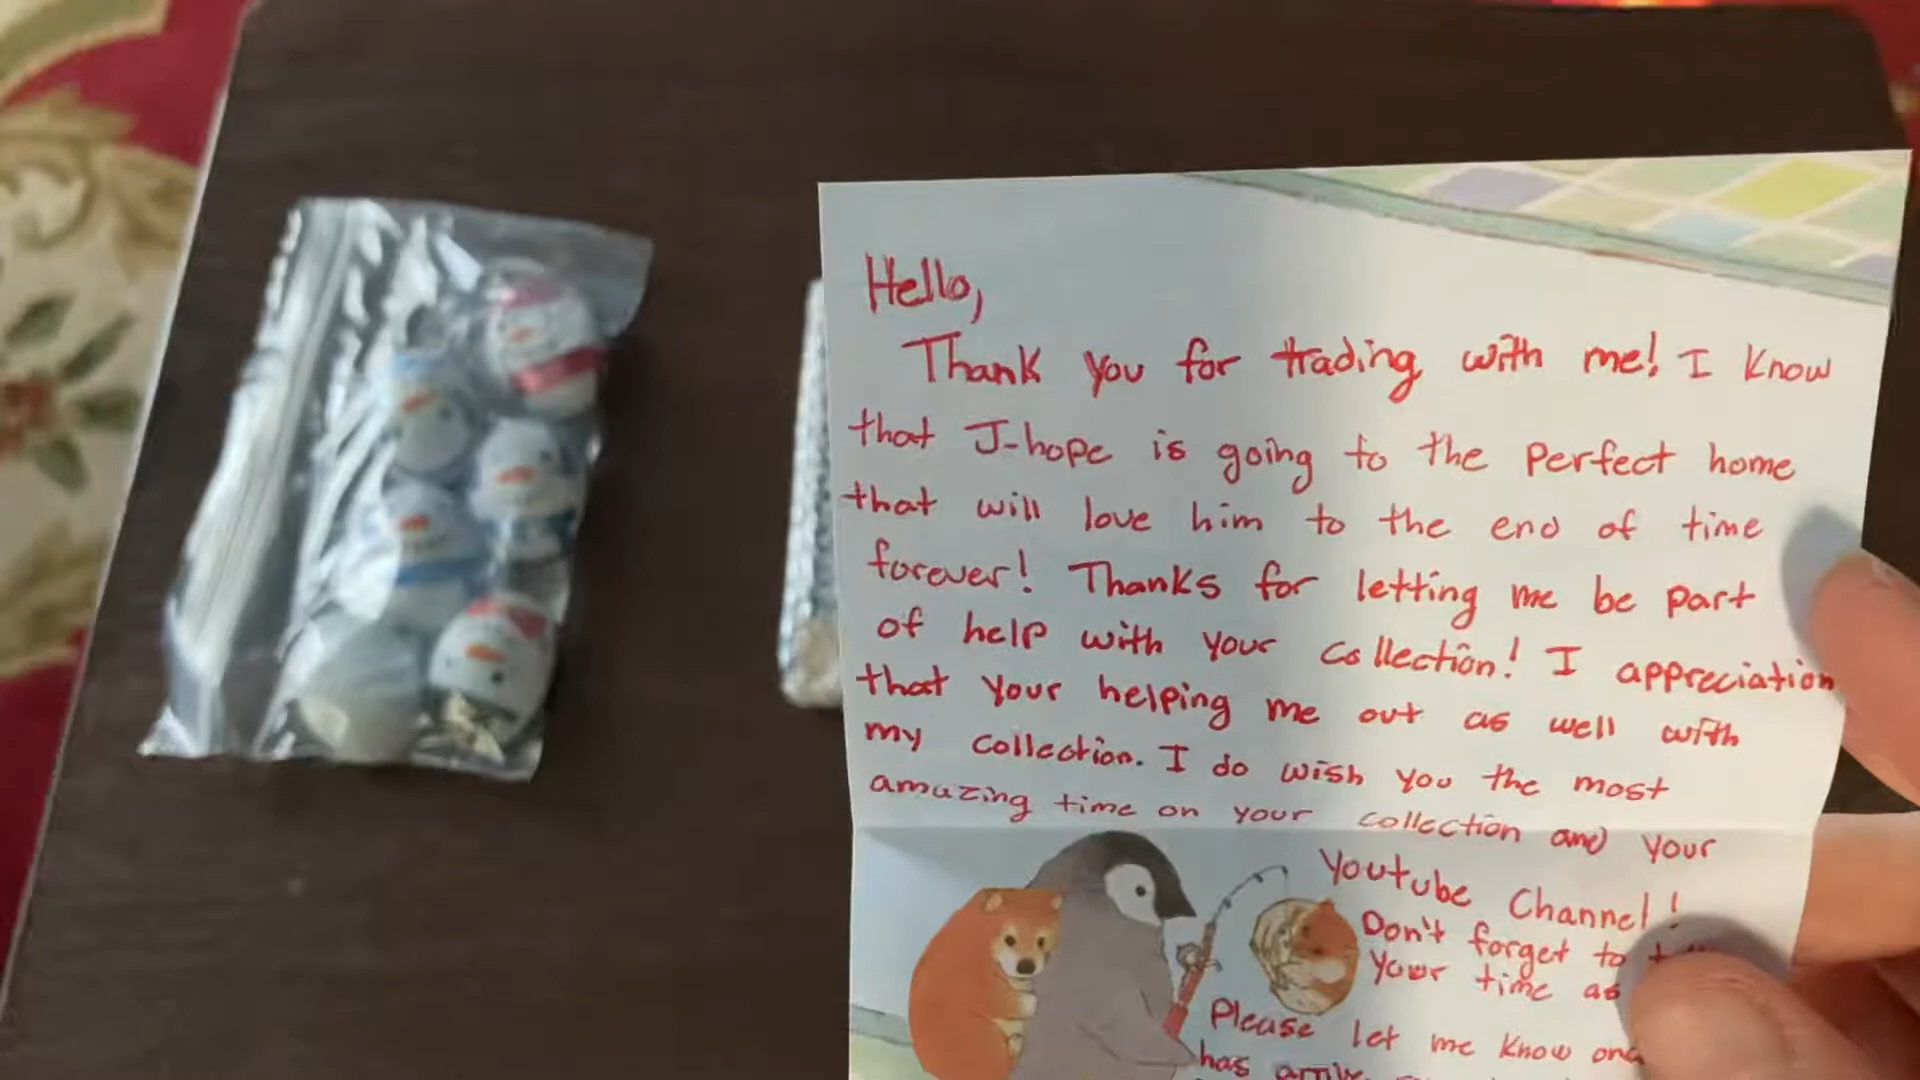 Hello,
Thank you for trading with me! I know
that J-hope is going to the perfect home
that will love him to the end of time
forever! Thanks for letting me be part
of help with your collection! I appreciation
that your helping me out as well with
my collection. I do wish you the most
amazing time on your collection and your
Youtube Channel!
Don't forget to
your time as
Please let me know
has